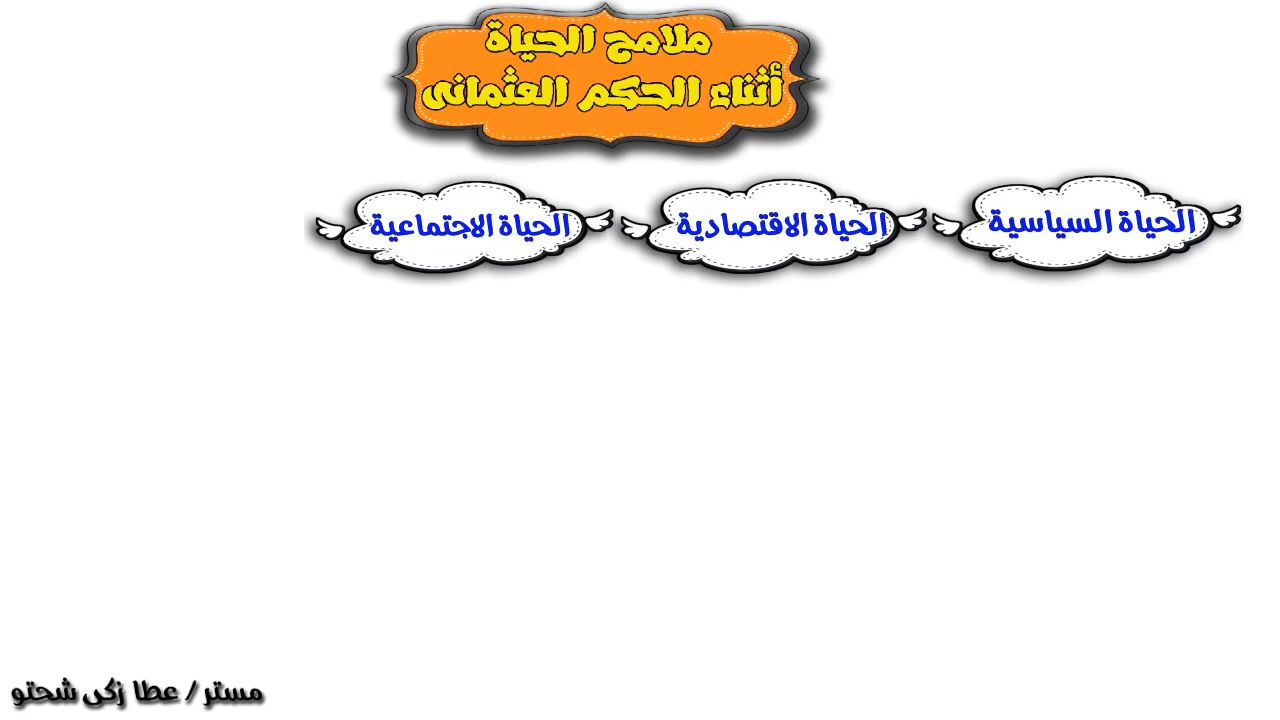 ملامح الحياة
أثناء الحكم العثمانى
الحياة السياسية
الحياة الاقتصادية
الحياة الاجتماعية
مستر / عطا زكى شحتو